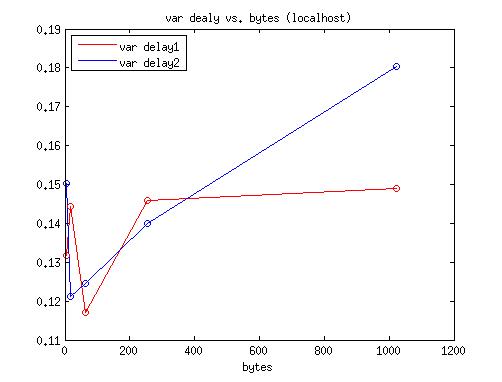 var dealy vs. bytes (localhost)
0.19
0.18
0.17
0.16
0.15
0.14
0.13
0.12
0.11
var delay1
var delay2
0 200 400 600 800 1000 1200
bytes